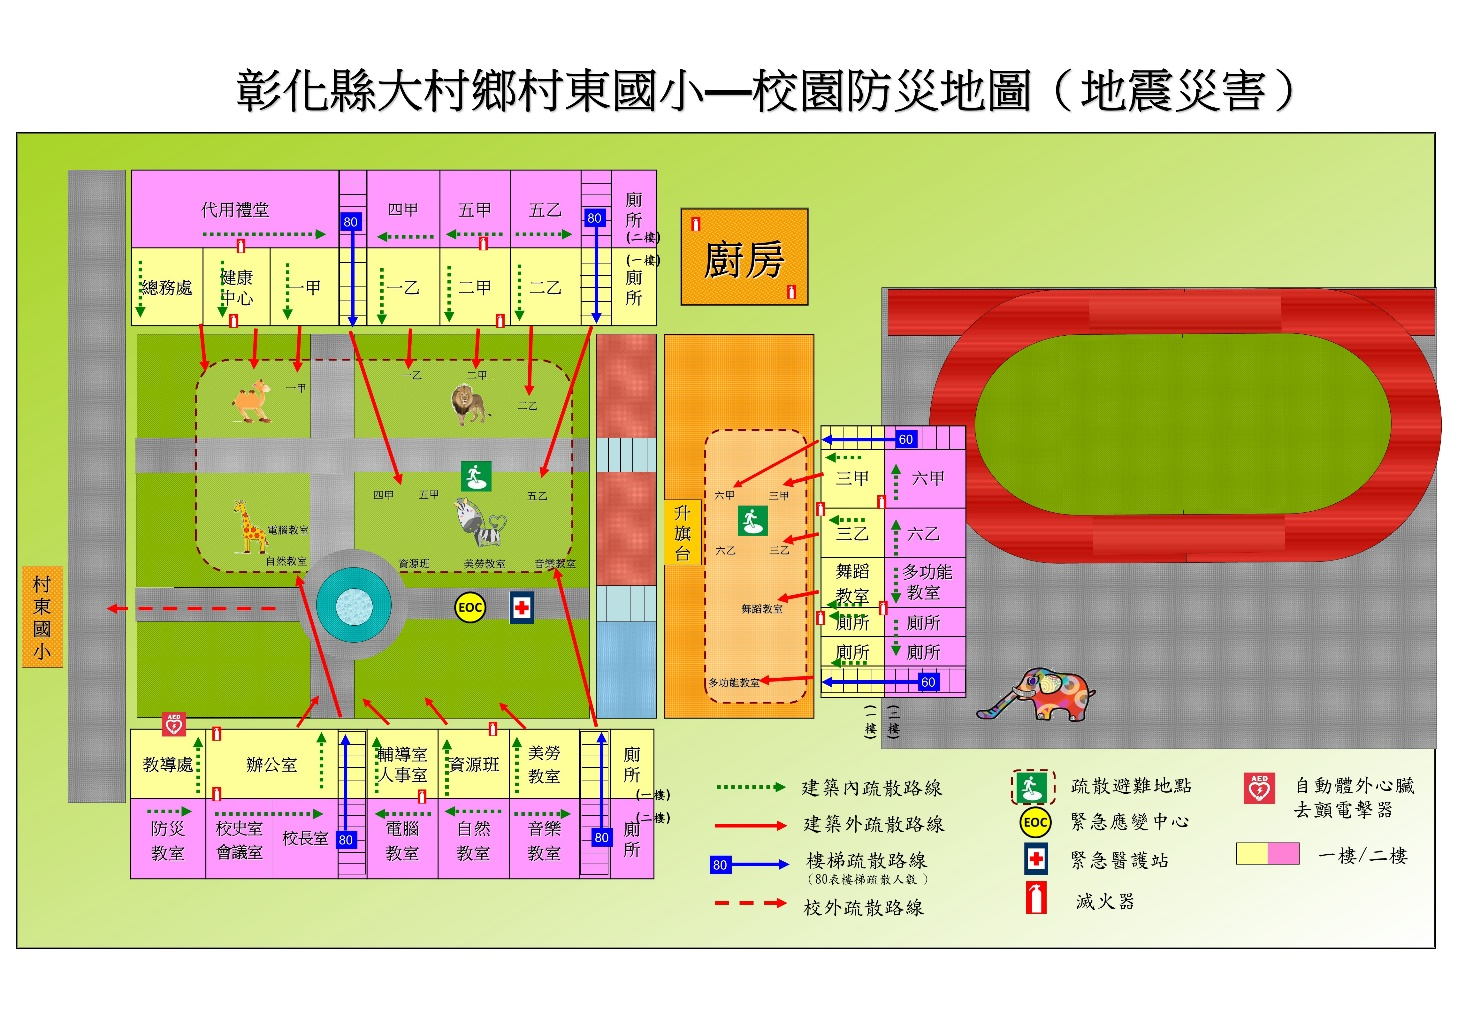 彰化縣大村鄉村東國小—校園防災地圖（地震災害）
代用禮堂
80
四甲
五甲
五乙
80
廁所
(二樓)
總務處
健康
中心
一甲
一乙
二甲
二乙
(一樓)
廁所
廚房
一甲
一乙
二甲
二乙
四甲
五甲
五乙
電腦教室
自然教室
資源班
美勞教室
音樂教室
EOC
村東國小
升旗台
六甲
三甲
六乙
三乙
舞蹈教室
多功能教室
60
三甲
六甲
三乙
六乙
舞蹈
教室
多功能
教室
廁所
廁所
廁所
廁所
60
(一樓)
(二樓)
AED
教導處
辦公室
輔導室
人事室
資源班
美勞
教室
廁所
(一樓)
防災
教室
校史室
會議室
校長室
80
電腦
教室
自然
教室
音樂
教室
80
(二樓)
廁所
建築內疏散路線
建築外疏散路線
80
樓梯疏散路線
（80表樓梯疏散人數）
校外疏散路線
疏散避難地點
EOC
緊急應變中心
緊急醫護站
滅火器
AED
自動體外心臟
去顫電擊器
一樓/二樓